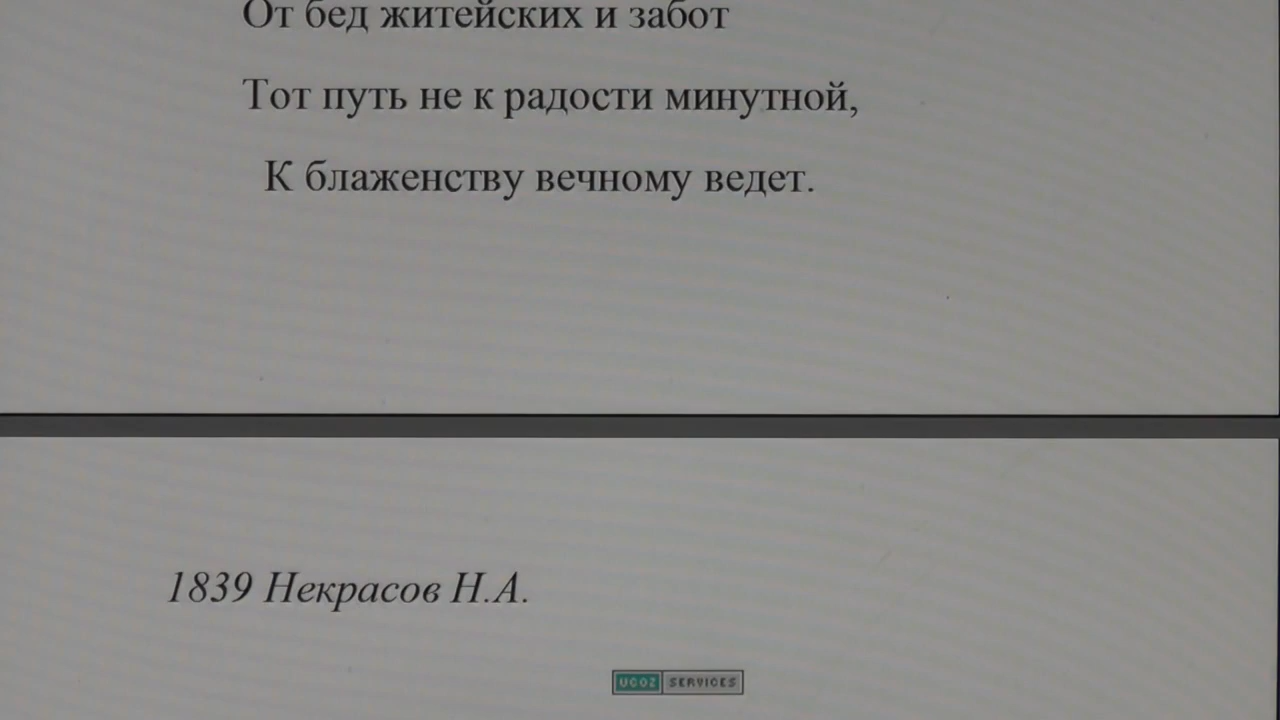 От бед житейских и забот
Тот путь не к радости минутной,
К блаженству вечному ведет.
1839 Некрасов Н.А.
UCOZ SERVICES